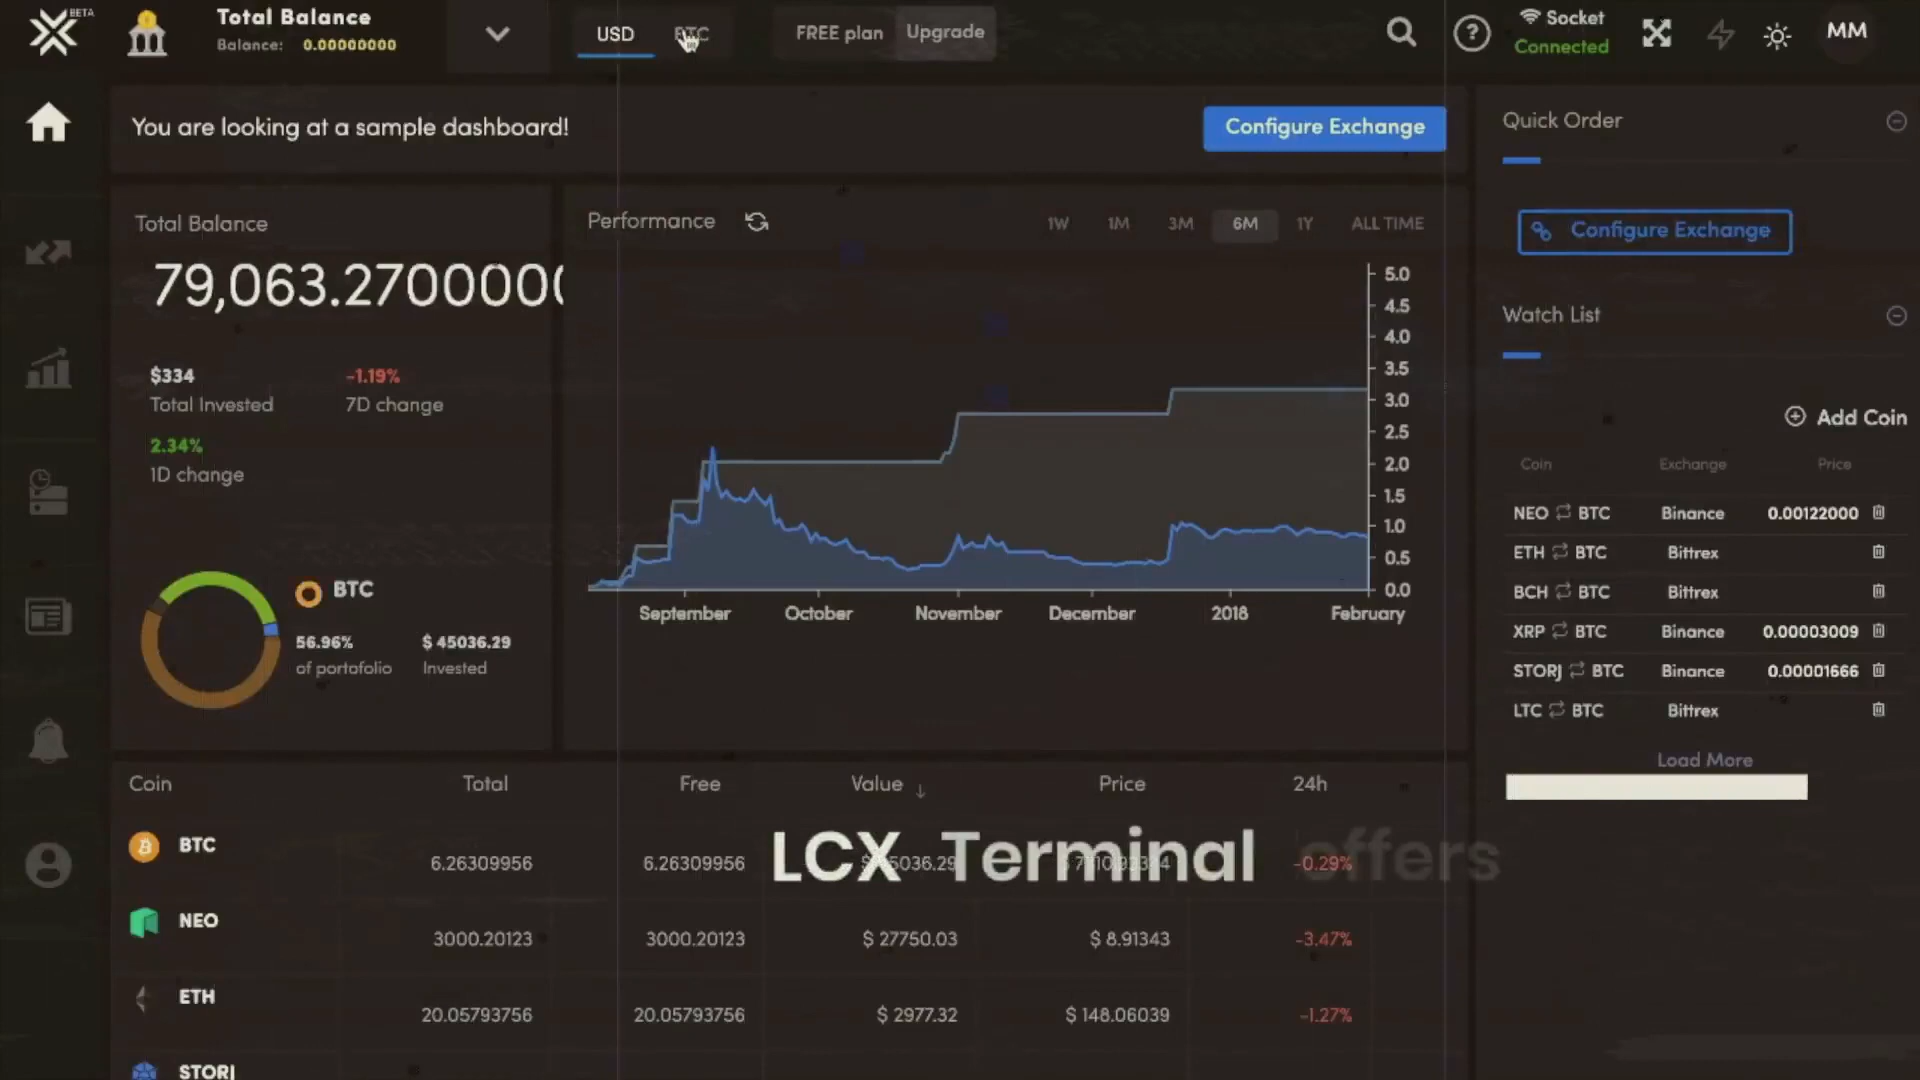 BETA
Total Balance
Balance: 0.00000000
USD
BTC
FREE plan
Upgrade
Socket
Connected
MM
You are looking at a sample dashboard!
Configure Exchange
Total Balance
79,063.2700000
$334
Total Invested
-1.19%
7D change
2.34%
1D change
BTC
56.96%
of portofolio
$ 45036.29
Invested
Performance
1W 1M 3M 6M 1Y ALL TIME
5.0
4.5
4.0
3.5
3.0
2.5
2.0
1.5
1.0
0.5
0.0
September October November December 2018 February
Quick Order
Configure Exchange
Watch List
Add Coin
Coin Exchange Price
NEO BTC Binance 0.00122000
ETH BTC Bittrex
BCH BTC Bittrex
XRP BTC Binance 0.00003009
STORJ BTC Binance 0.00001666
LTC BTC Bittrex
Load More
Coin Total Free Value Price 24h
BTC 6.26309956 6.26309956 -0.29%
LCX Terminal offers
NEO 3000.20123 3000.20123 $ 27750.03 $ 8.91343 -3.47%
ETH 20.05793756 20.05793756 $ 2977.32 $ 148.06039 -1.27%
STORJ